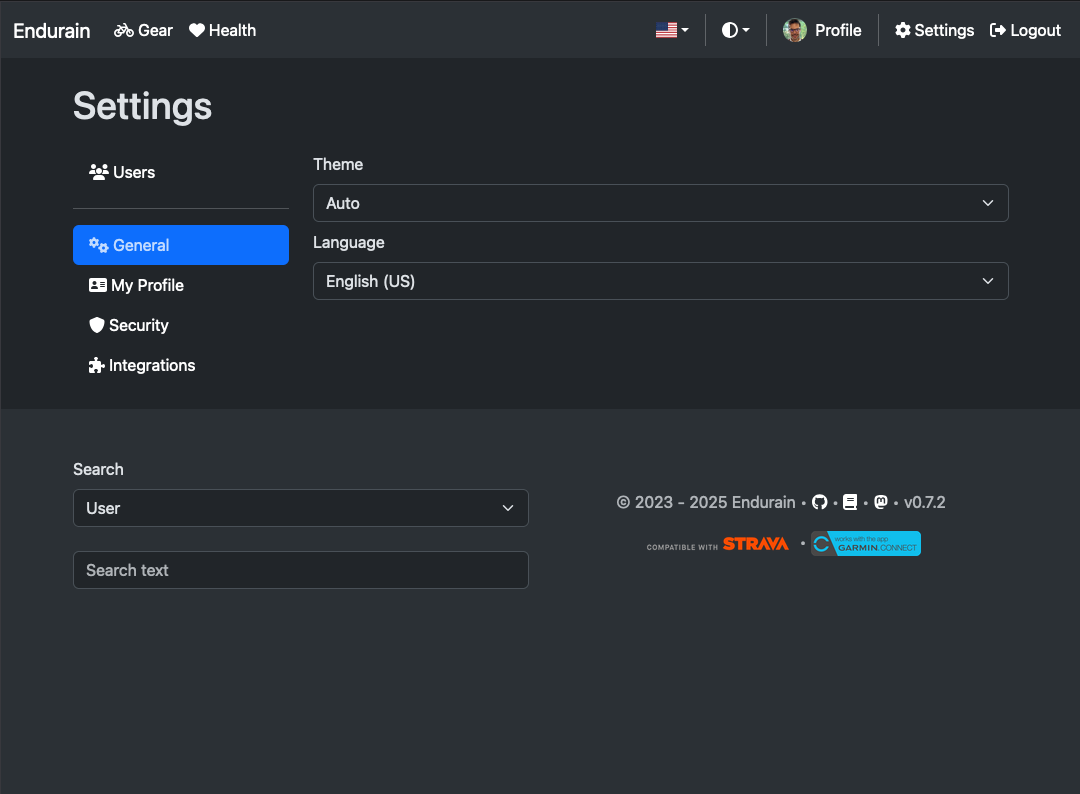 Endurain Gear Health Profile Settings Logout
Settings
Users
General
My Profile
Security
Integrations
Theme
Auto
Language
English (US)
Search
User
Search text
© 2023 - 2025 Endurain • • • • v0.7.2
COMPATIBLE WITH STRAVA • works with the app
GARMIN.CONNECT